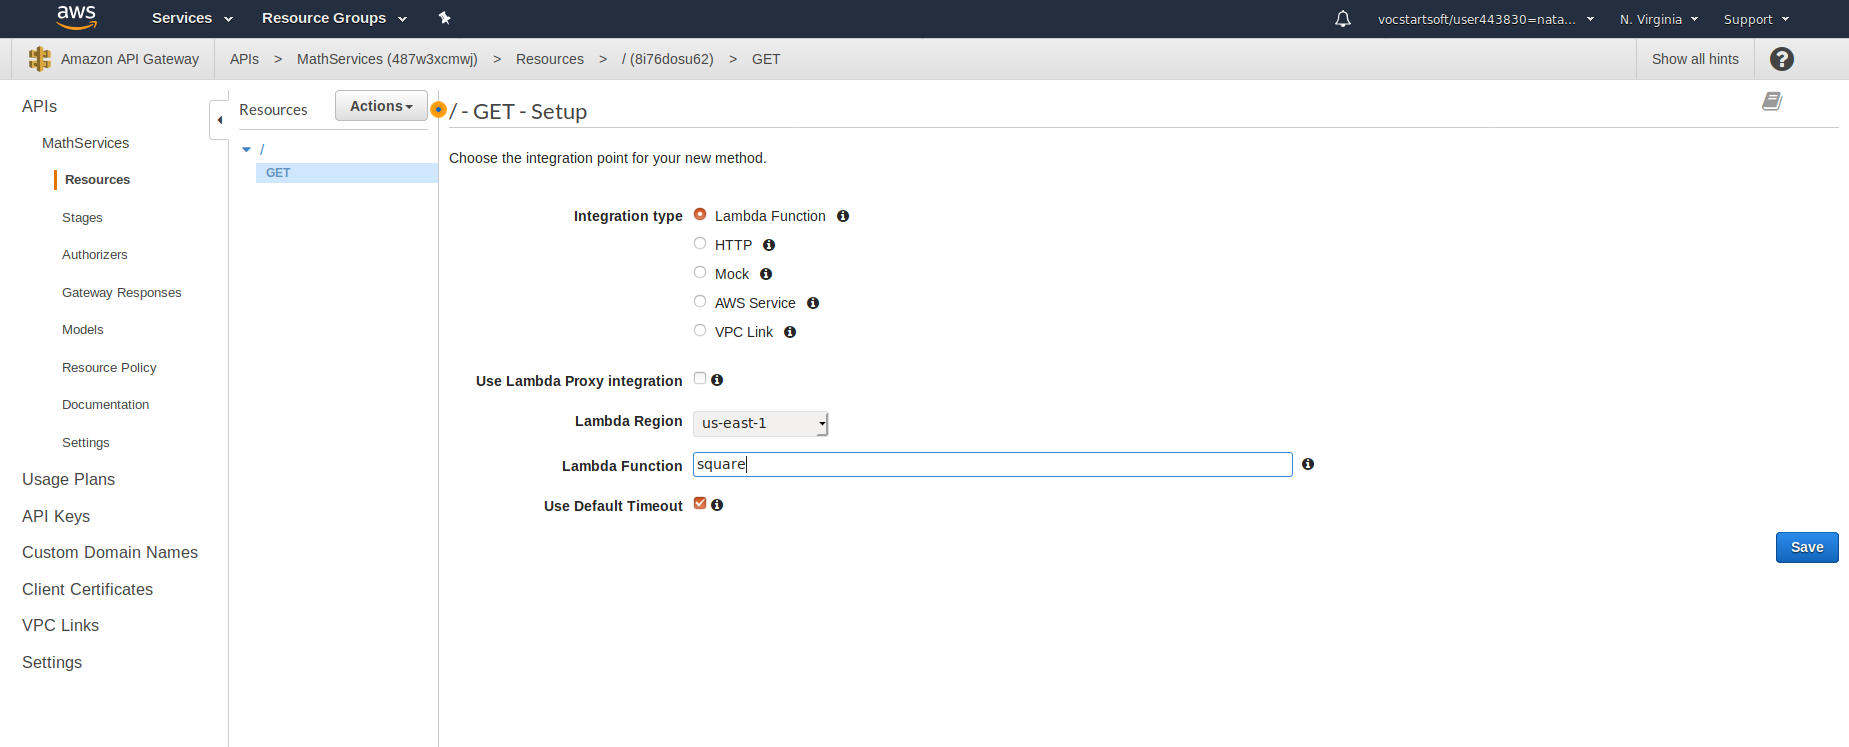 aws Services Resource Groups vocstartsoft/user443830=nata... N. Virginia Support
Amazon API Gateway APIs > MathServices (487w3xcmwj) > Resources > / (8i76dosu62) > GET Show all hints ?
APIs
MathServices
Resources
Stages
Authorizers
Gateway Responses
Models
Resource Policy
Documentation
Settings
Usage Plans
API Keys
Custom Domain Names
Client Certificates
VPC Links
Settings
Resources Actions
/
GET
/ - GET - Setup
Choose the integration point for your new method.
Integration type Lambda Function
HTTP
Mock
AWS Service
VPC Link
Use Lambda Proxy integration
Lambda Region us-east-1
Lambda Function square
Use Default Timeout
Save